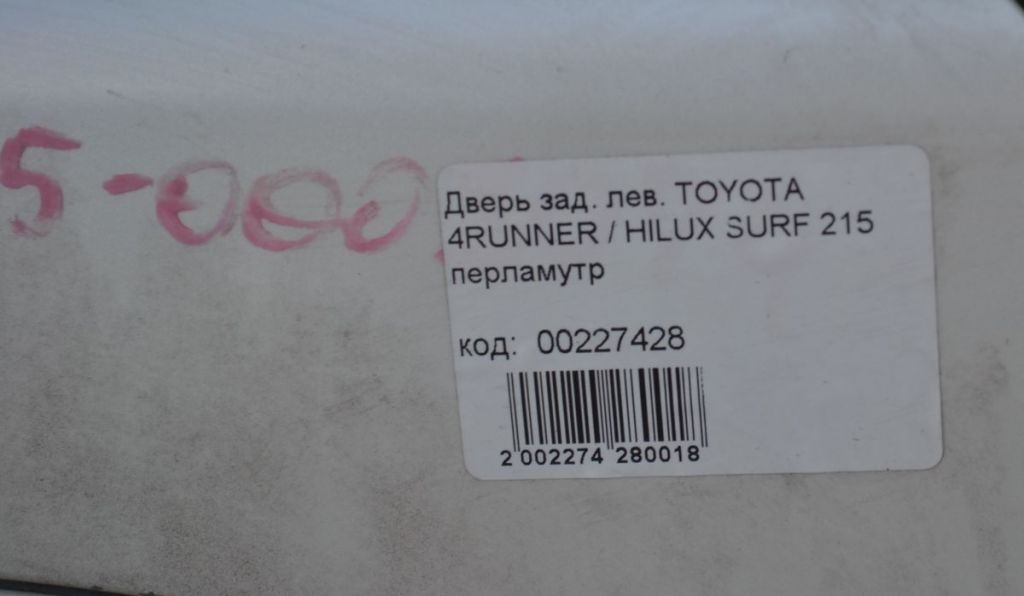 5-000
Дверь зад. лев. TOYOTA
4RUNNER / HILUX SURF 215
перламутр
код: 00227428
2 002274 280018